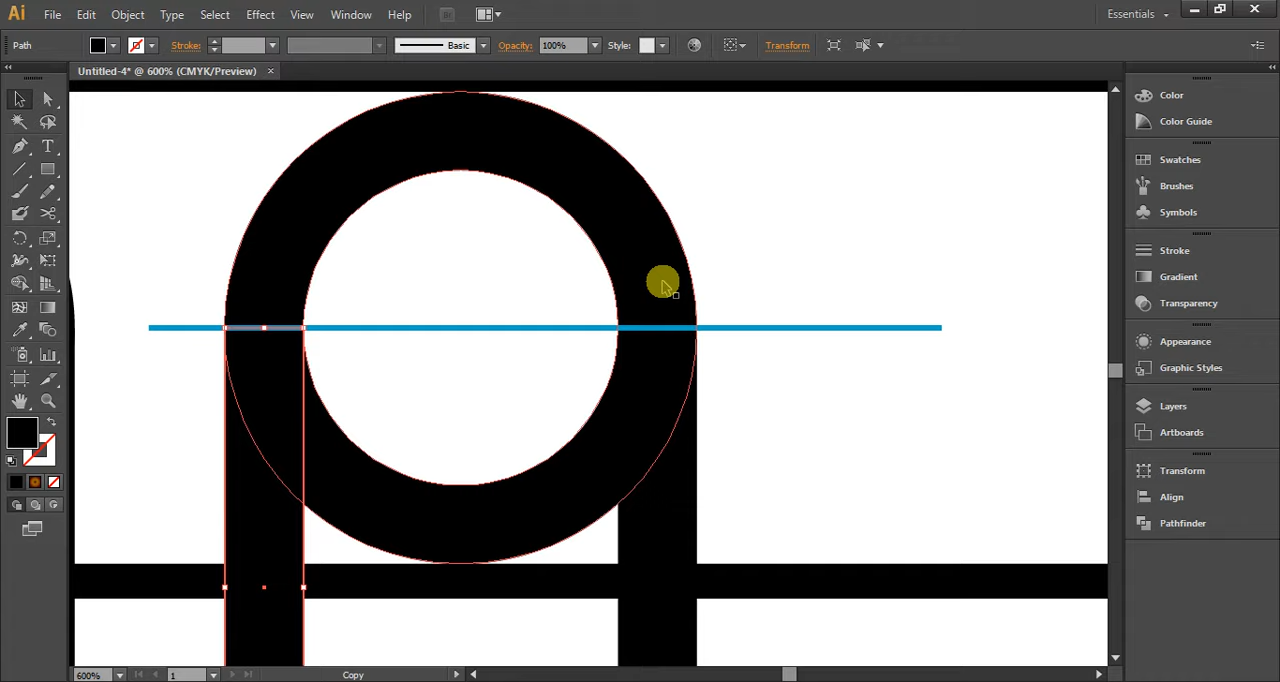 Ai File Edit Object Type Select Effect View Window Help Br Essentials
Path Stroke: Basic Opacity: 100% Style: Transform
Untitled-4* @ 600% (CMYK/Preview) ×
Color
Color Guide
Swatches
Brushes
Symbols
Stroke
Gradient
Transparency
Appearance
Graphic Styles
Layers
Artboards
Transform
Align
Pathfinder
T
600% 1 Copy